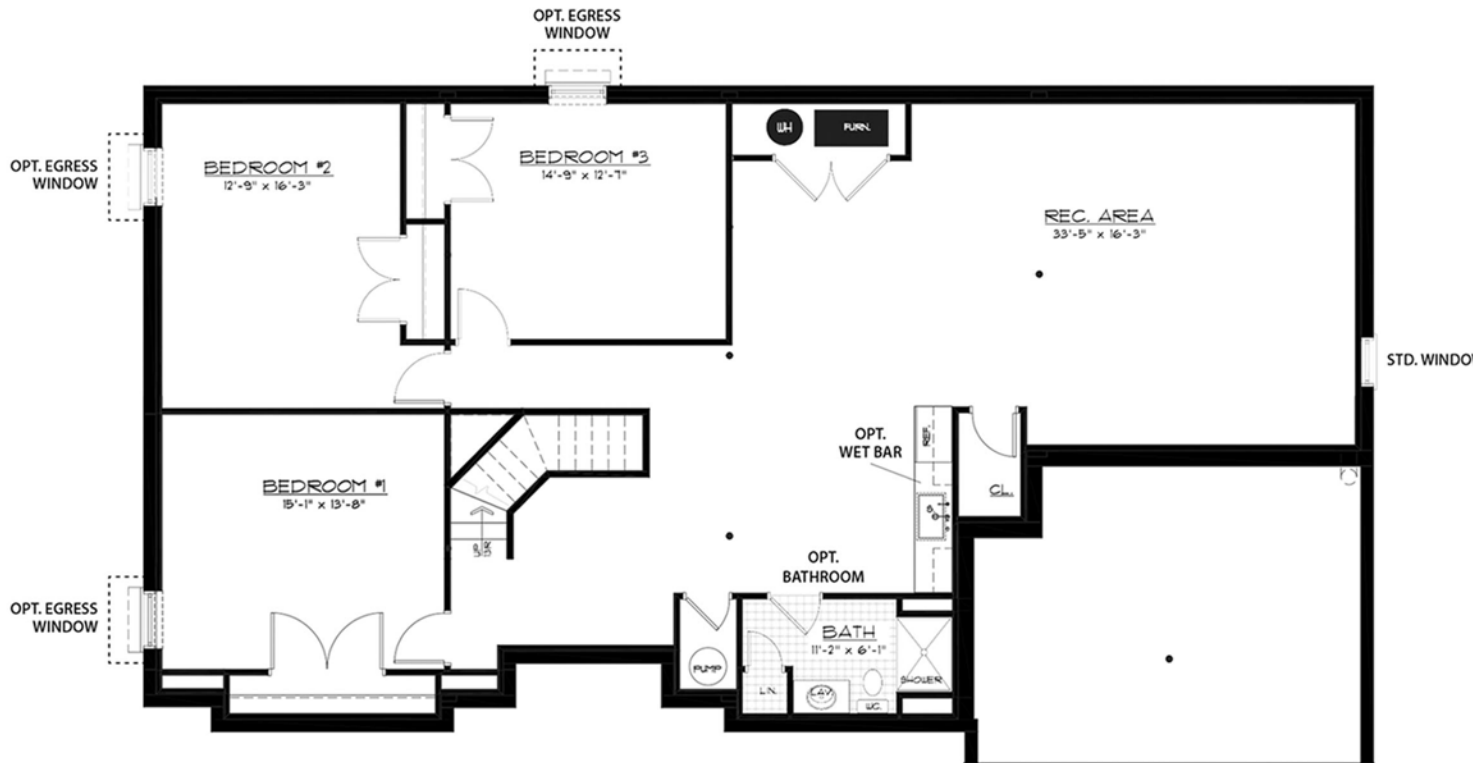 OPT. EGRESS
WINDOW
OPT. EGRESS
WINDOW
BEDROOM #2
12'-9" x 16'-3"
BEDROOM #3
14'-9" x 12'-7"
WH
FURN.
REC. AREA
33'-5" x 16'-3"
STD. WINDOW
OPT.
WET BAR
REF.
CL.
BEDROOM #1
15'-1" x 13'-8"
UP
OPT.
BATHROOM
OPT. EGRESS
WINDOW
BATH
11'-2" x 6'-1"
PUMP
SHOWER
LIN.
LAV.
WC.